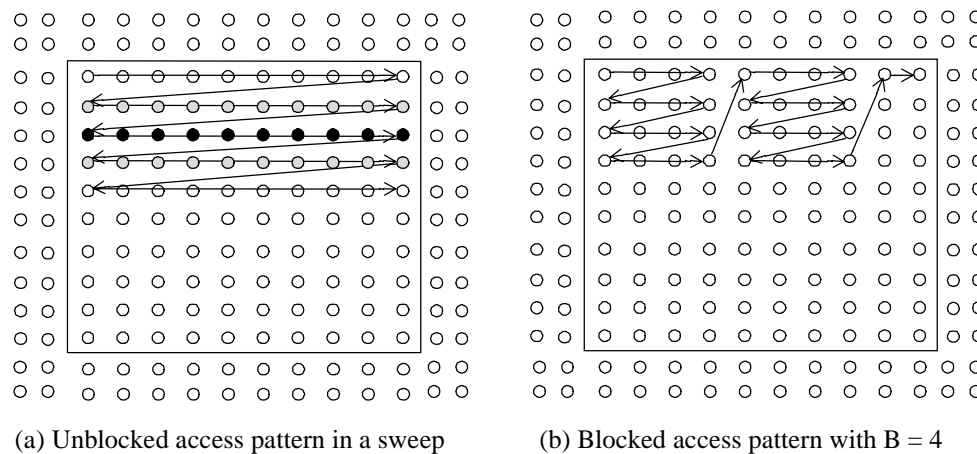 (a) Unblocked access pattern in a sweep
(b) Blocked access pattern with B = 4